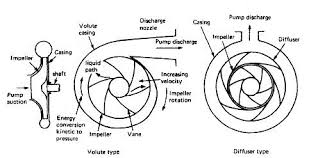 Casing
Impeller
shaft
Pump
suction
Volute
casing
Discharge
nozzle
Pump discharge
liquid
path
Increasing
velocity
Impeller
rotation
Energy
conversion
kinetic to
pressure
Impeller
Vane
Volute type
Casing
Pump discharge
Diffuser
Impeller
Diffuser type